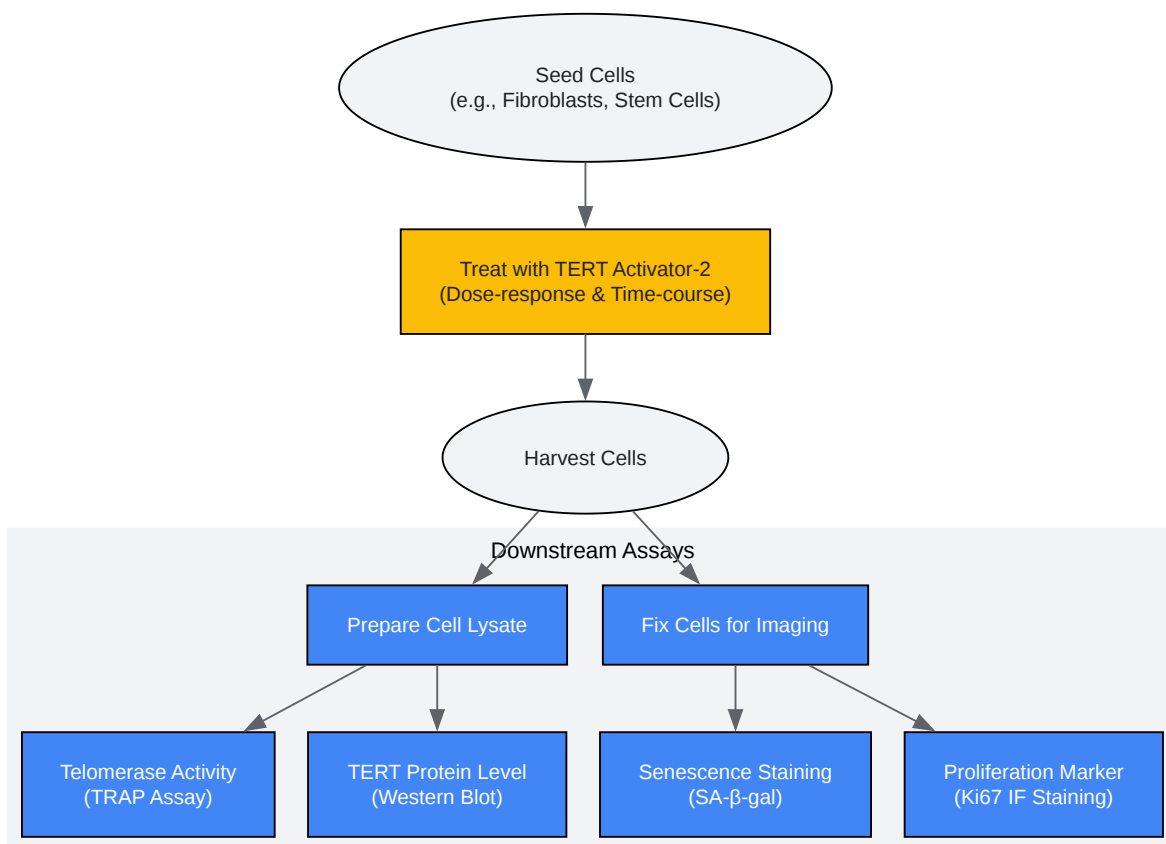 Seed Cells
(e.g., Fibroblasts, Stem Cells)
Treat with TERT Activator-2
(Dose-response & Time-course)
Harvest Cells
Downstream Assays
Prepare Cell Lysate
Fix Cells for Imaging
Telomerase Activity
(TRAP Assay)
TERT Protein Level
(Western Blot)
Senescence Staining
(SA-β-gal)
Proliferation Marker
(Ki67 IF Staining)